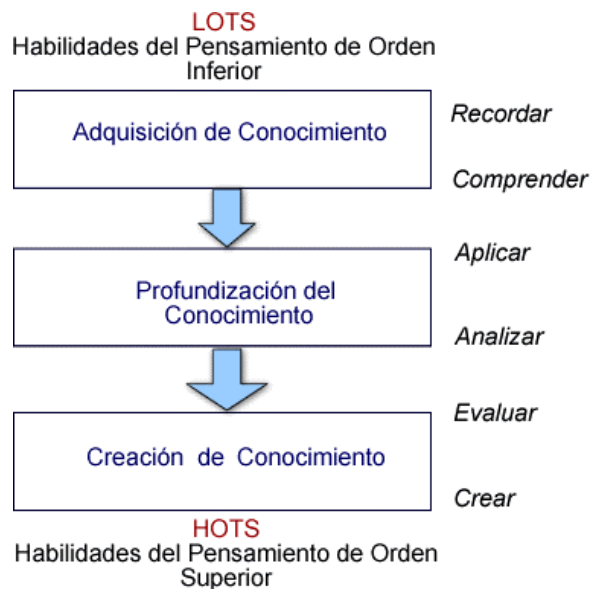 LOTS
Habilidades del Pensamiento de Orden
Inferior
Adquisición de Conocimiento
Recordar
Comprender
Profundización del
Conocimiento
Aplicar
Analizar
Creación de Conocimiento
Evaluar
Crear
HOTS
Habilidades del Pensamiento de Orden
Superior